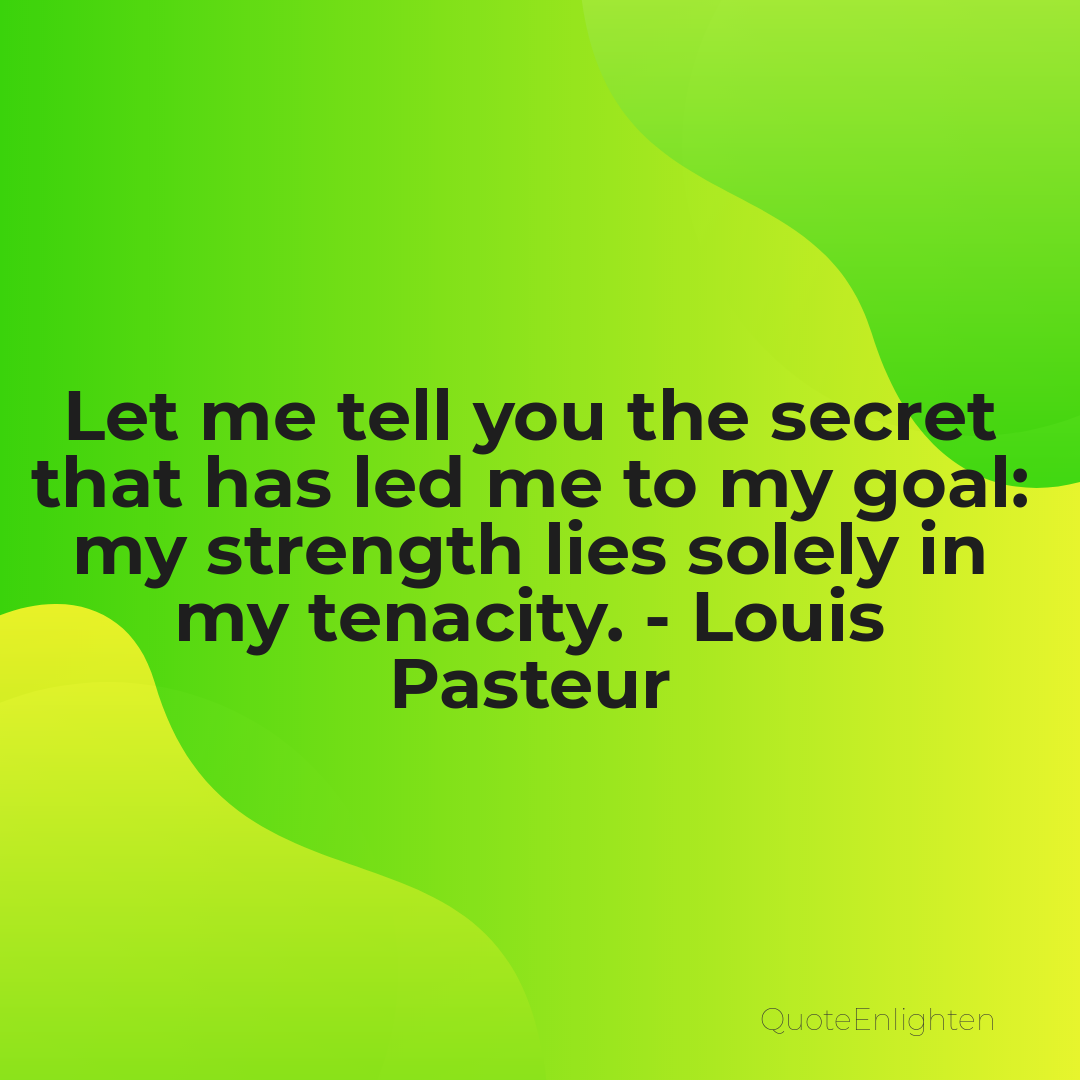 Let me tell you the secret
that has led me to my goal:
my strength lies solely in
my tenacity. - Louis
Pasteur
QuoteEnlighten